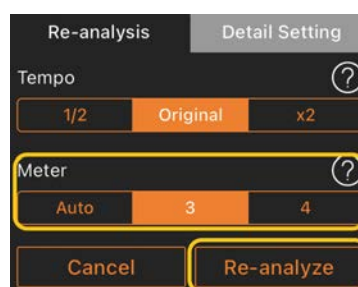 Re-analysis Detail Setting
Tempo ?
1/2 Original x2
Meter ?
Auto 3 4
Cancel Re-analyze